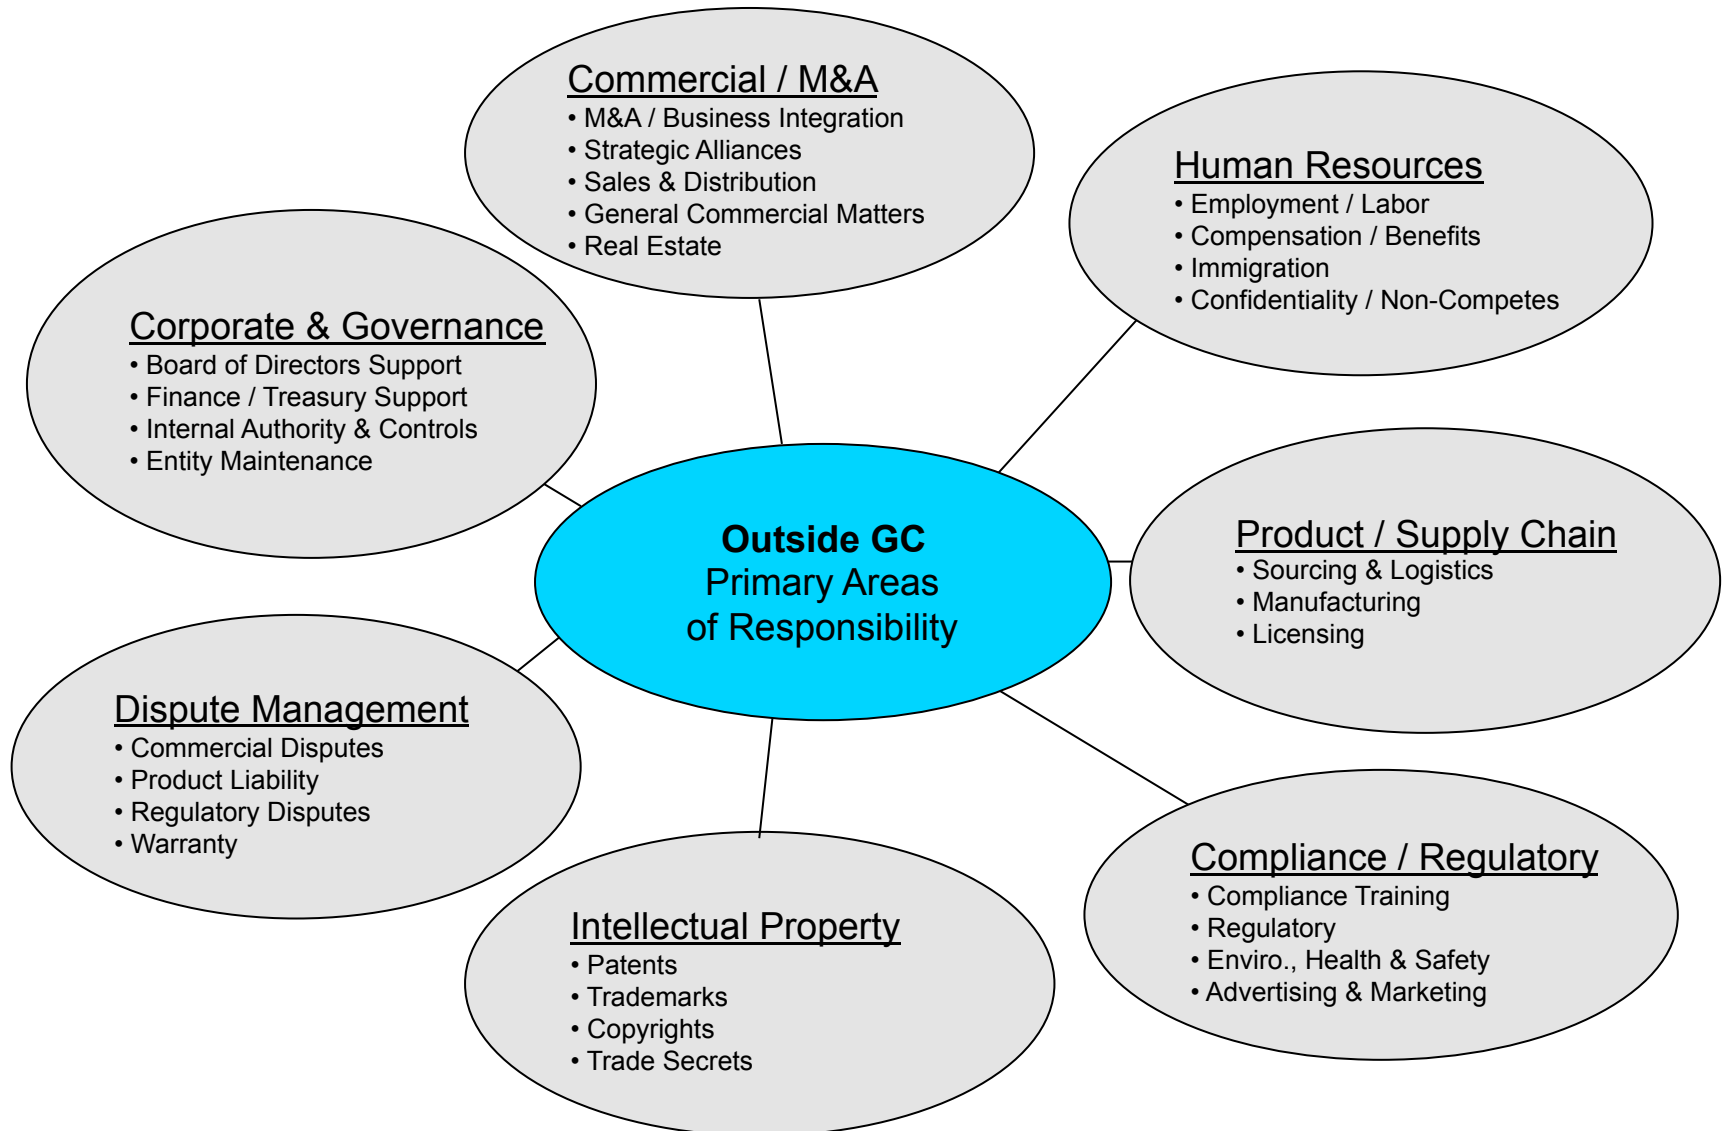 Commercial / M&A
• M&A / Business Integration
• Strategic Alliances
• Sales & Distribution
• General Commercial Matters
• Real Estate
Human Resources
• Employment / Labor
• Compensation / Benefits
• Immigration
• Confidentiality / Non-Competes
Corporate & Governance
• Board of Directors Support
• Finance / Treasury Support
• Internal Authority & Controls
• Entity Maintenance
Outside GC
Primary Areas
of Responsibility
Product / Supply Chain
• Sourcing & Logistics
• Manufacturing
• Licensing
Dispute Management
• Commercial Disputes
• Product Liability
• Regulatory Disputes
• Warranty
Intellectual Property
• Patents
• Trademarks
• Copyrights
• Trade Secrets
Compliance / Regulatory
• Compliance Training
• Regulatory
• Enviro., Health & Safety
• Advertising & Marketing